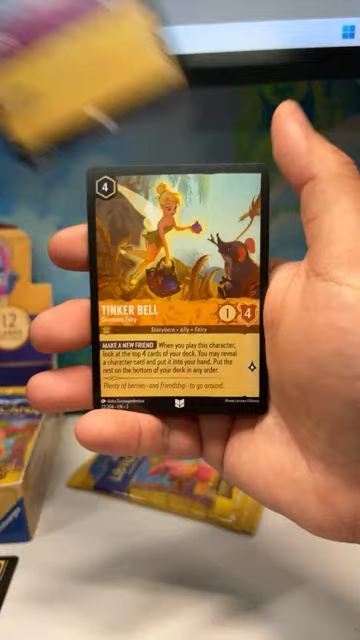 4
TINKER BELL
Generous Fairy
1 4
Storyborn • Ally • Fairy
MAKE A NEW FRIEND When you play this character,
look at the top 4 cards of your deck. You may reveal
a character card and put it into your hand. Put the
rest on the bottom of your deck in any order.
Plenty of berries—and friendship—to go around.
12